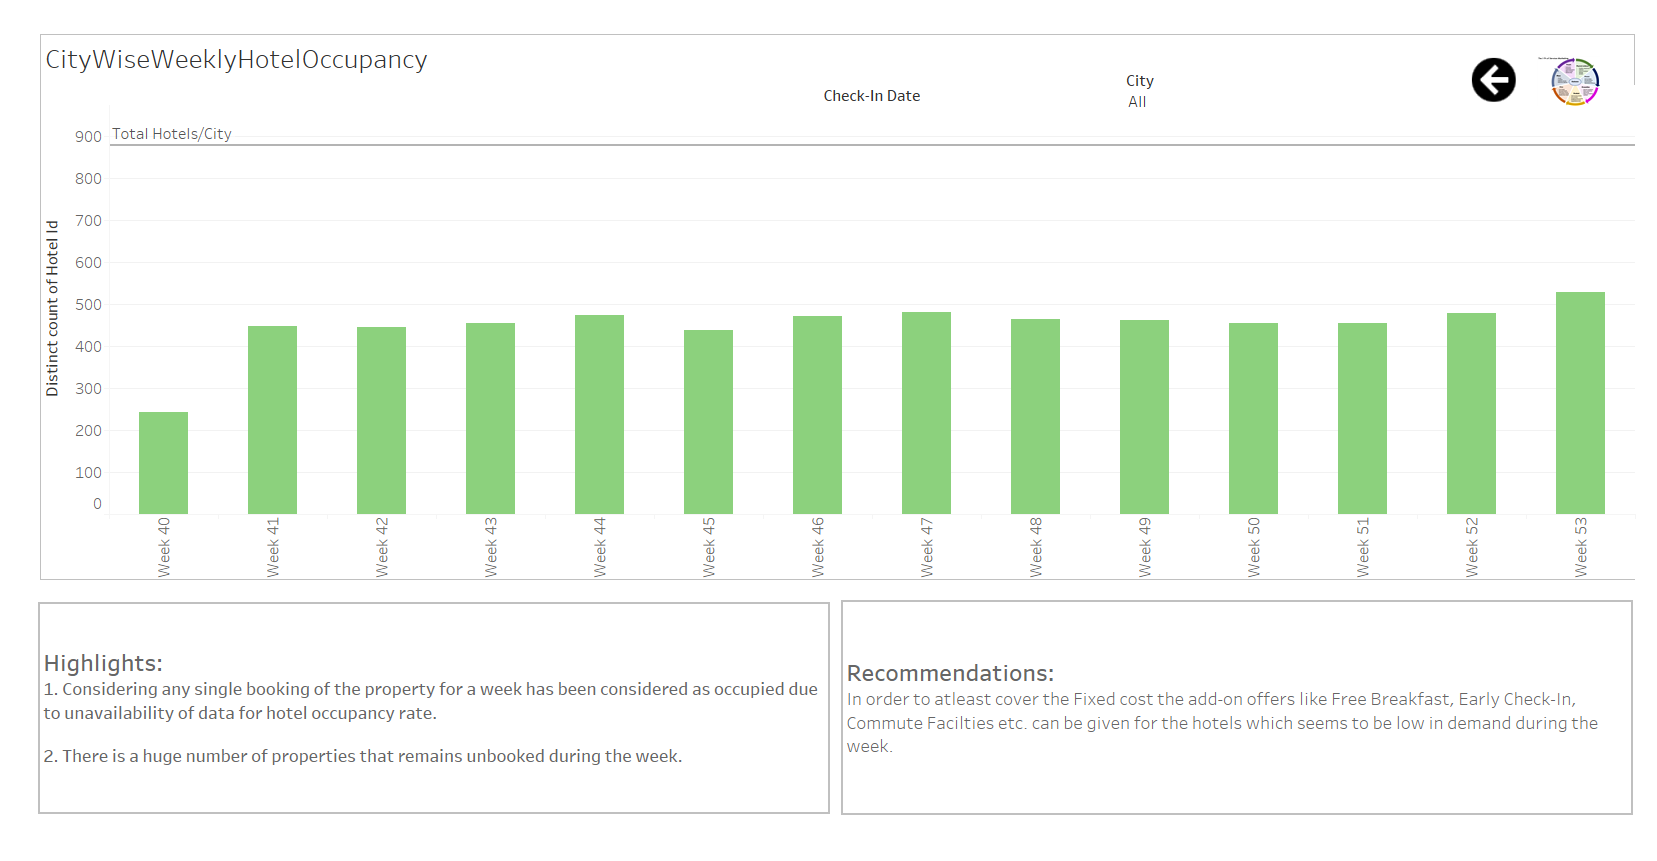 CityWiseWeeklyHotelOccupancy
Check-In Date
City
All
Total Hotels/City
Distinct count of Hotel Id
900
800
700
600
500
400
300
200
100
0
Week 40
Week 41
Week 42
Week 43
Week 44
Week 45
Week 46
Week 47
Week 48
Week 49
Week 50
Week 51
Week 52
Week 53
Highlights:
1. Considering any single booking of the property for a week has been considered as occupied due
to unavailability of data for hotel occupancy rate.
2. There is a huge number of properties that remains unbooked during the week.
Recommendations:
In order to atleast cover the Fixed cost the add-on offers like Free Breakfast, Early Check-In,
Commute Facilties etc. can be given for the hotels which seems to be low in demand during the
week.